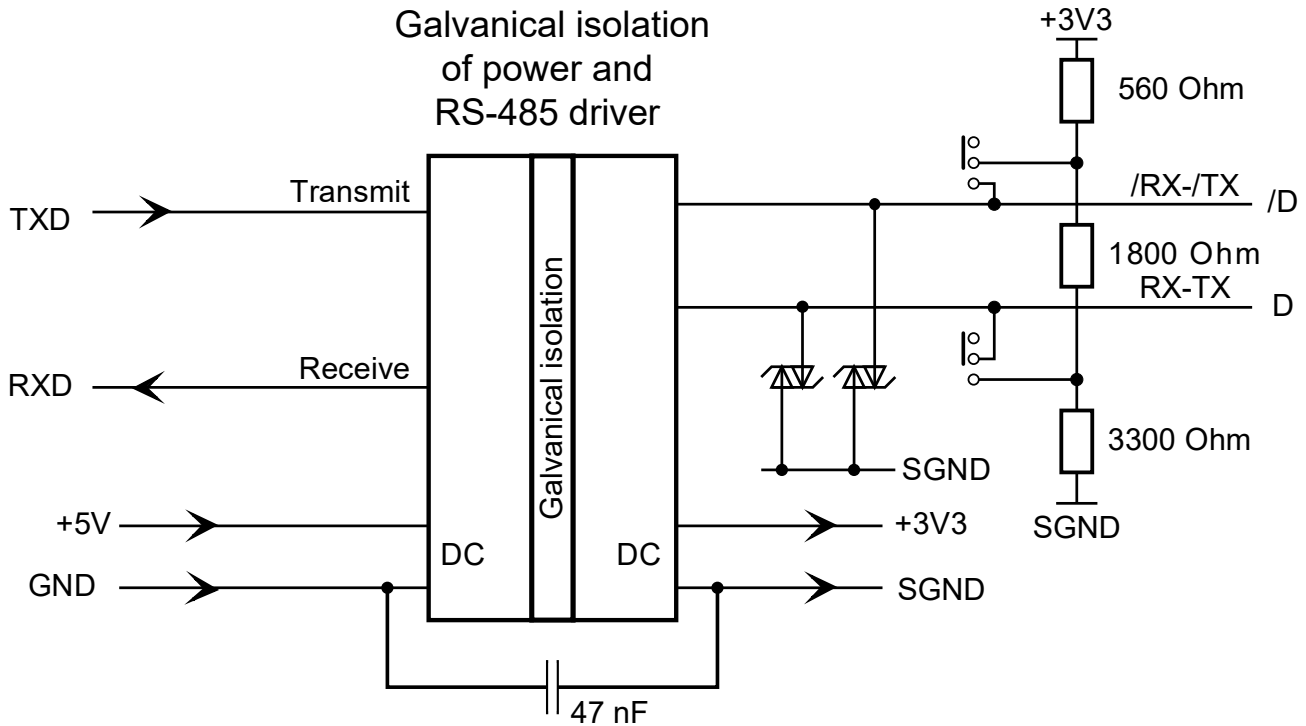 Galvanical isolation
of power and
RS-485 driver
+3V3
560 Ohm
Transmit
TXD
/RX-/TX
/D
1800 Ohm
RX-TX
D
Galvanical isolation
Receive
RXD
3300 Ohm
SGND
SGND
+5V
DC
DC
+3V3
GND
SGND
47 nF